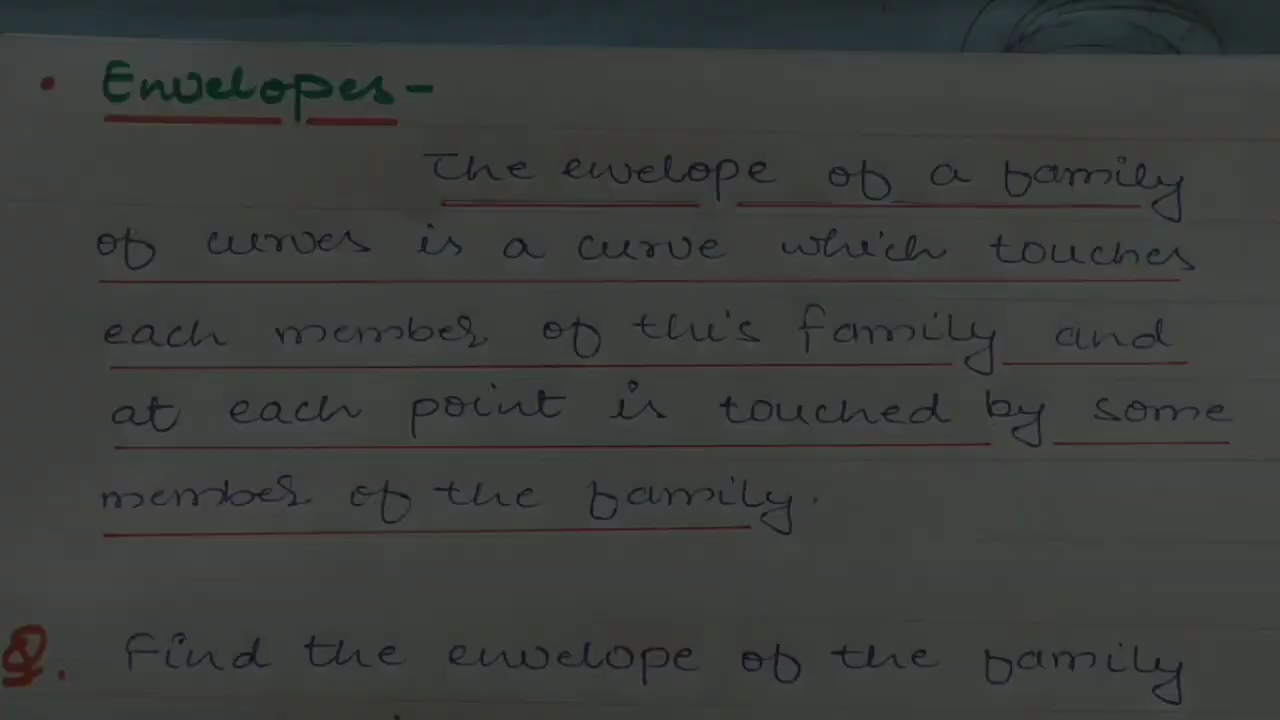 • Envelopes-
The envelope of a family
of curves is a curve which touches
each member of this family and
at each point is touched by some
member of the family.
Q. Find the envelope of the family